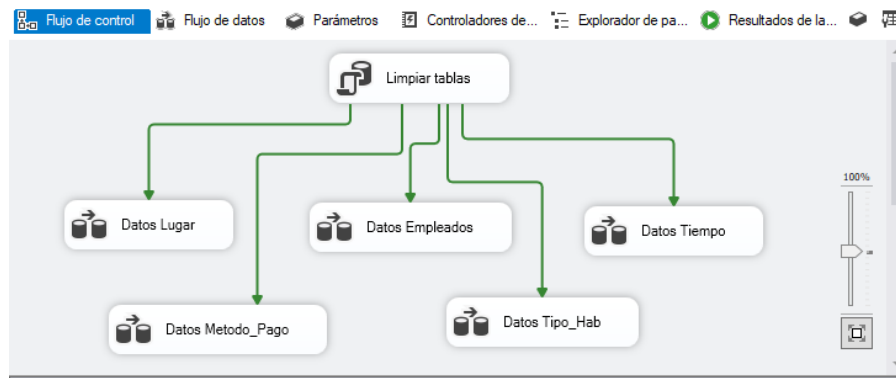 Flujo de control Flujo de datos Parámetros Controladores de... Explorador de pa... Resultados de la...
Limpiar tablas
100%
Datos Lugar
Datos Empleados
Datos Tiempo
Datos Metodo_Pago
Datos Tipo_Hab